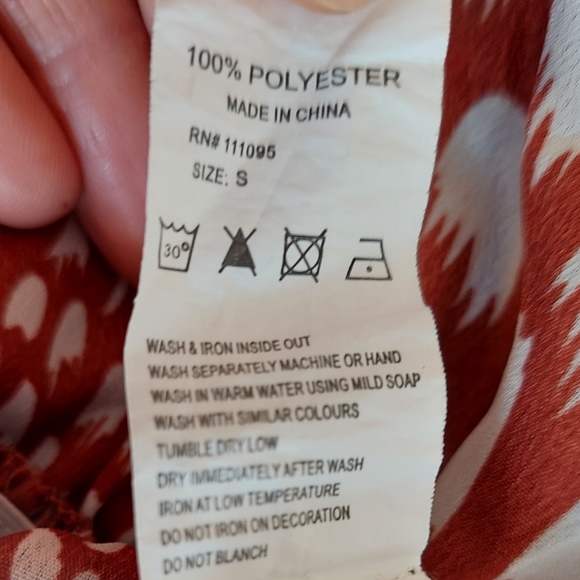 100% POLYESTER
MADE IN CHINA
RN# 111095
SIZE: S
30°
WASH & IRON INSIDE OUT
WASH SEPARATELY MACHINE OR HAND
WASH IN WARM WATER USING MILD SOAP
WASH WITH SIMILAR COLOURS
TUMBLE DRY LOW
DRY IMMEDIATELY AFTER WASH
IRON AT LOW TEMPERATURE
DO NOT IRON ON DECORATION
DO NOT BLANCH